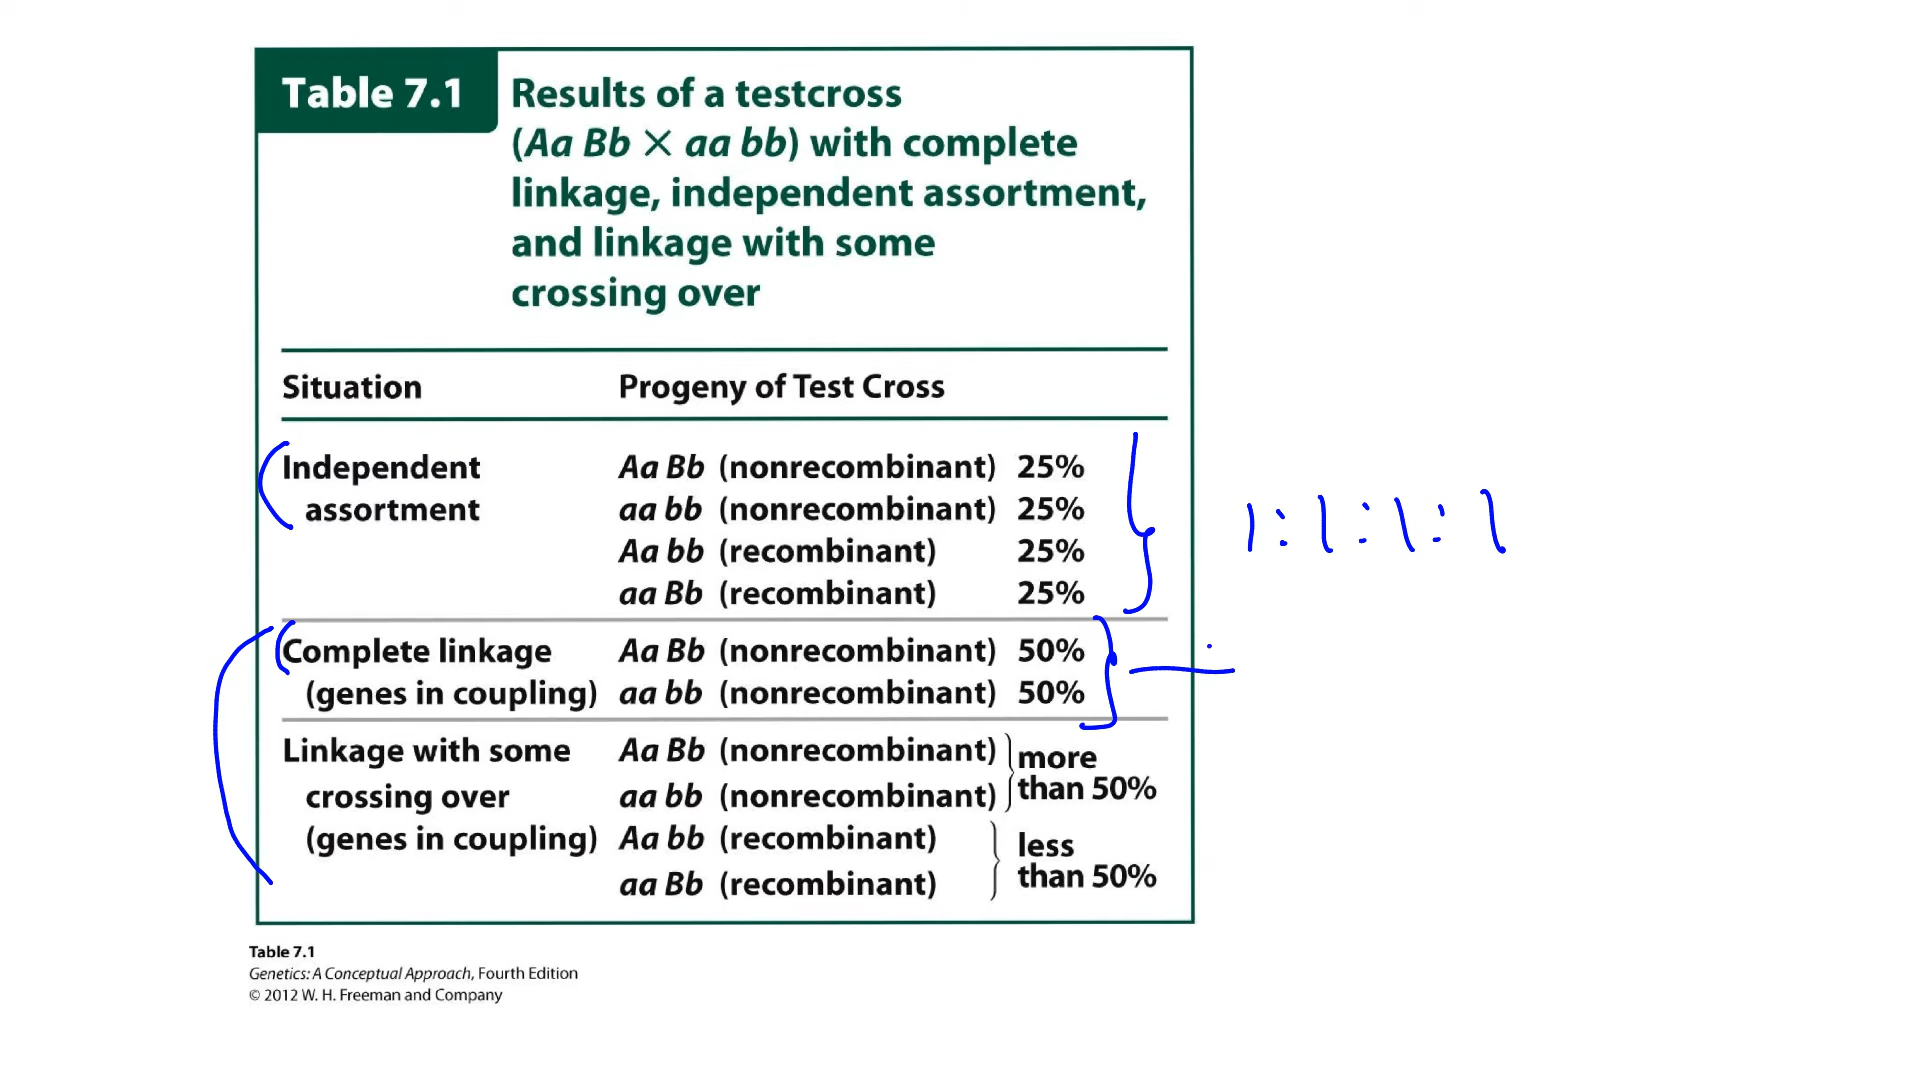 Table 7.1
Results of a testcross
(Aa Bb × aa bb) with complete
linkage, independent assortment,
and linkage with some
crossing over
Situation Progeny of Test Cross
Independent Aa Bb (nonrecombinant) 25%
assortment aa bb (nonrecombinant) 25%
Aa bb (recombinant) 25%
aa Bb (recombinant) 25%
1:1:1:1
Complete linkage Aa Bb (nonrecombinant) 50%
(genes in coupling) aa bb (nonrecombinant) 50%
Linkage with some Aa Bb (nonrecombinant) more
crossing over aa bb (nonrecombinant) than 50%
(genes in coupling) Aa bb (recombinant) less
aa Bb (recombinant) than 50%
Table 7.1
Genetics: A Conceptual Approach, Fourth Edition
© 2012 W. H. Freeman and Company